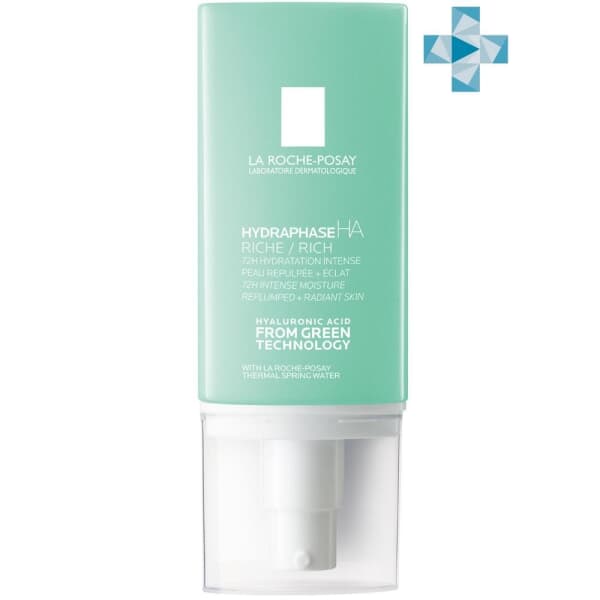 LA ROCHE-POSAY
LABORATOIRE DERMATOLOGIQUE
HYDRAPHASE HA
RICHE / RICH
72H HYDRATATION INTENSE
PEAU REPULPÉE + ÉCLAT
72H INTENSE MOISTURE
REPLUMPED + RADIANT SKIN
HYALURONIC ACID
FROM GREEN
TECHNOLOGY
WITH LA ROCHE-POSAY
THERMAL SPRING WATER